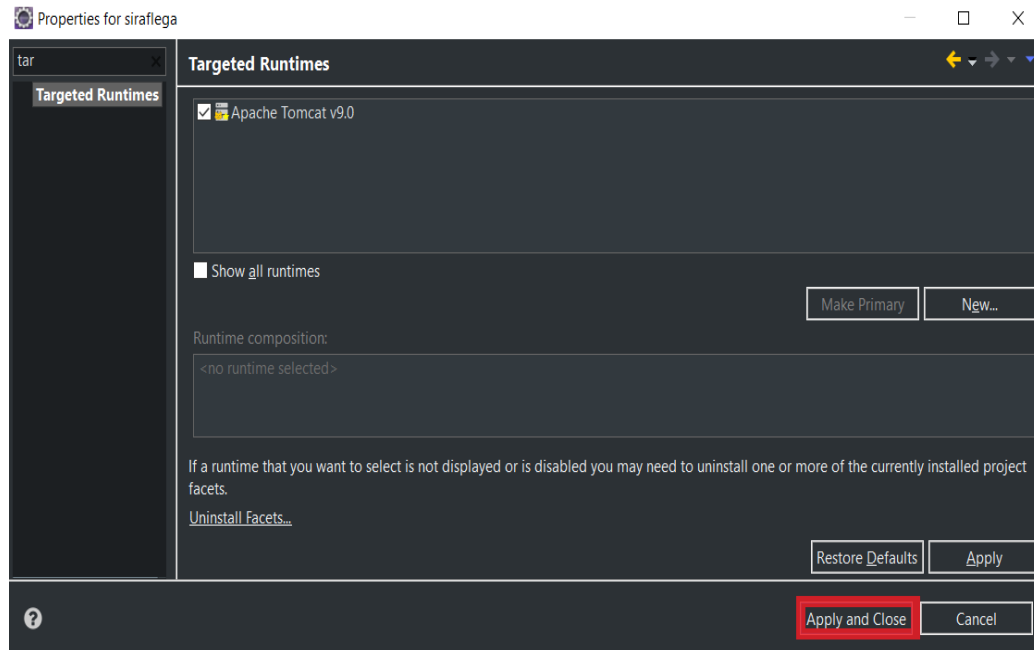 Properties for siraflega
tar
Targeted Runtimes
Targeted Runtimes
Apache Tomcat v9.0
Show all runtimes
Make Primary
New...
Runtime composition:
<no runtime selected>
If a runtime that you want to select is not displayed or is disabled you may need to uninstall one or more of the currently installed project
facets.
Uninstall Facets...
Restore Defaults
Apply
Apply and Close
Cancel